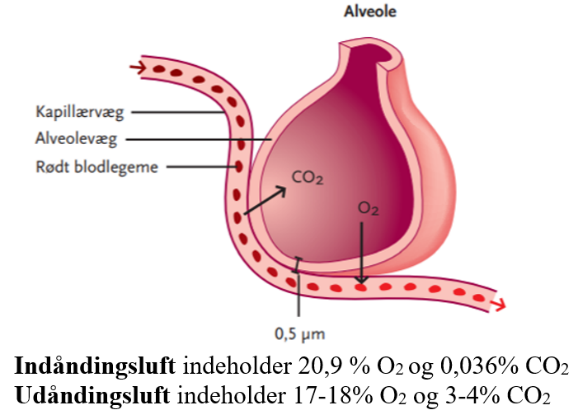 Alveole
Kapillærvæg
Alveolevæg
Rødt blodlegeme
CO2
O2
0,5 µm
Indåndingsluft indeholder 20,9 % O2 og 0,036% CO2
Udåndingsluft indeholder 17-18% O2 og 3-4% CO2